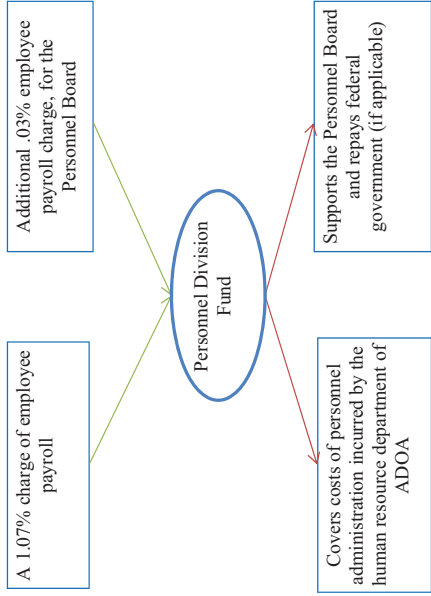 A 1.07% charge of employee
payroll
Additional .03% employee
payroll charge, for the
Personnel Board
Personnel Division
Fund
Covers costs of personnel
administration incurred by the
human resource department of
ADOA
Supports the Personnel Board
and repays federal
government (if applicable)